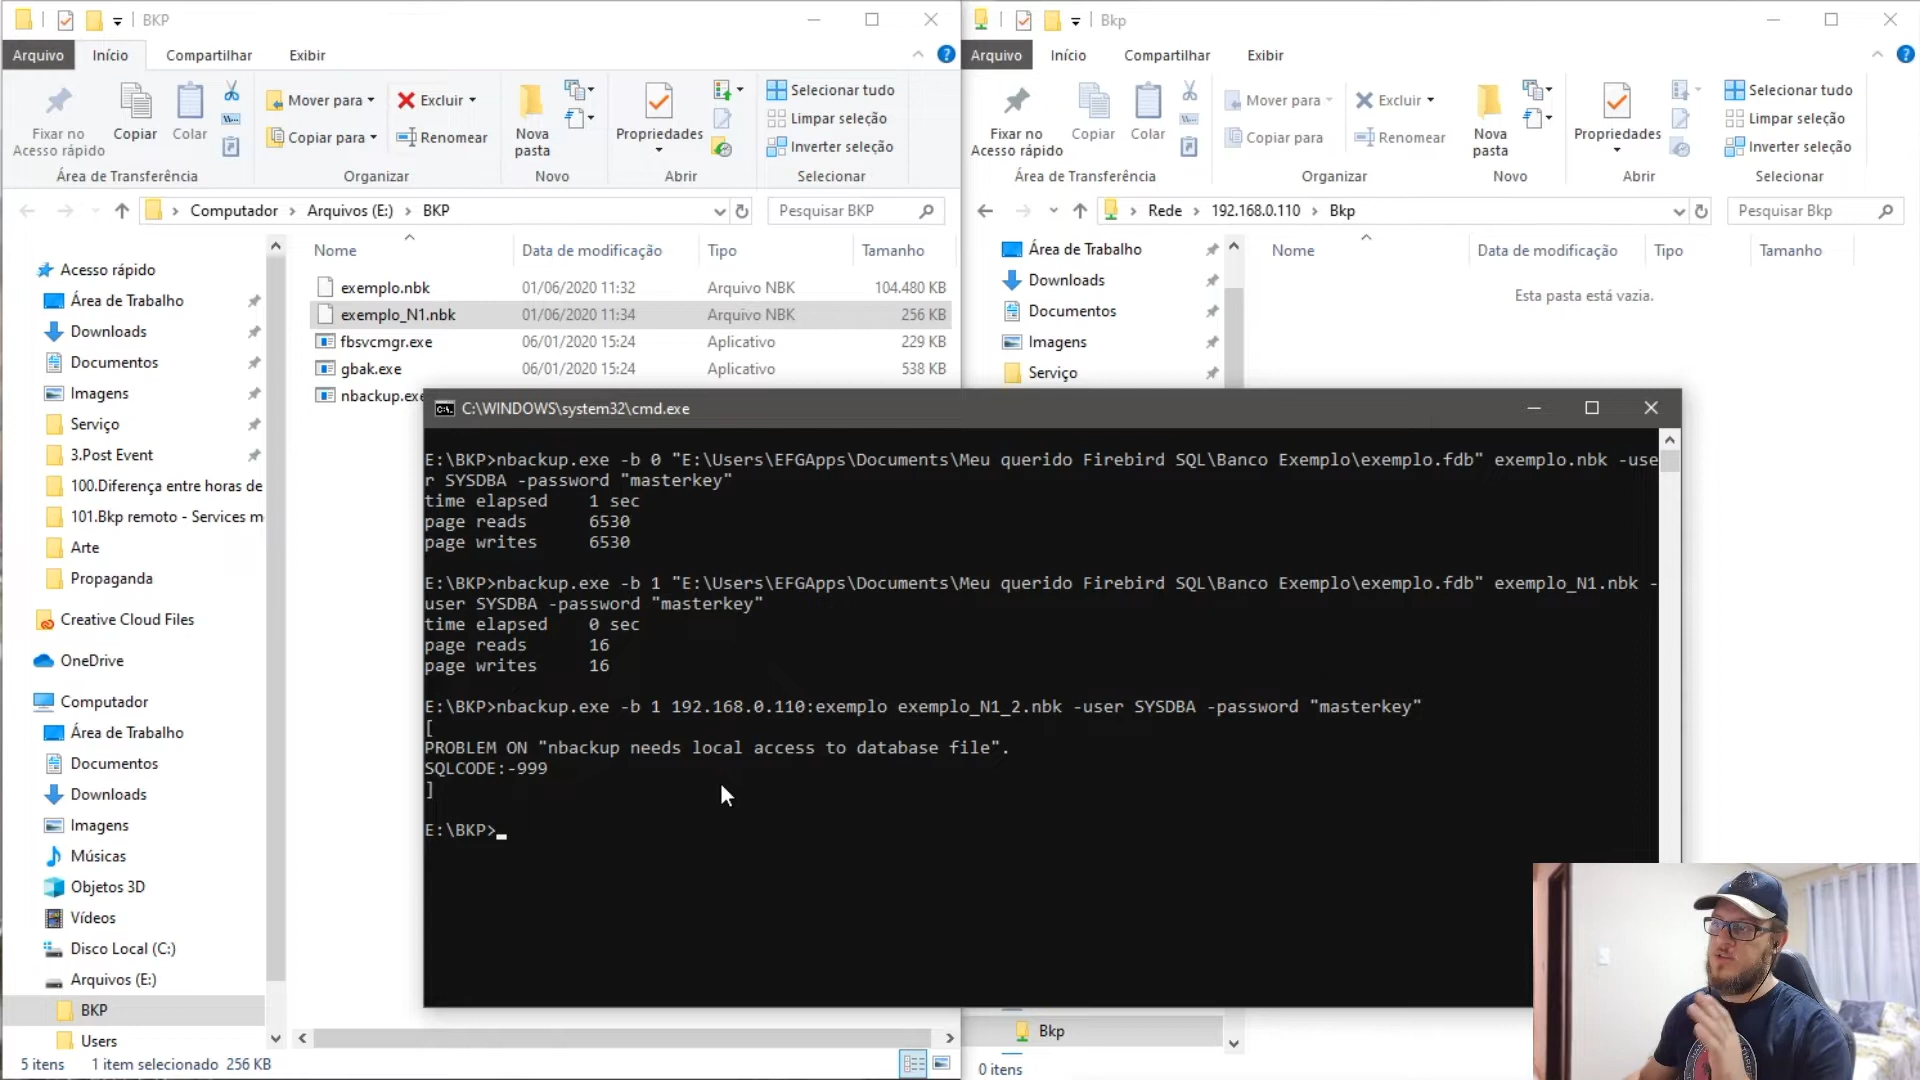 BKP
Arquivo Início Compartilhar Exibir
Fixar no
Acesso rápido
Copiar
Colar
Mover para
Copiar para
Excluir
Renomear
Nova
pasta
Propriedades
Selecionar tudo
Limpar seleção
Inverter seleção
Área de Transferência Organizar Novo Abrir Selecionar
Computador > Arquivos (E:) > BKP
Pesquisar BKP
Acesso rápido
Área de Trabalho
Downloads
Documentos
Imagens
Serviço
3.Post Event
100.Diferença entre horas de
101.Bkp remoto - Services m
Arte
Propaganda
Creative Cloud Files
OneDrive
Computador
Área de Trabalho
Documentos
Downloads
Imagens
Músicas
Objetos 3D
Vídeos
Disco Local (C:)
Arquivos (E:)
BKP
Users
Nome Data de modificação Tipo Tamanho
exemplo.nbk 01/06/2020 11:32 Arquivo NBK 104.480 KB
exemplo_N1.nbk 01/06/2020 11:34 Arquivo NBK 256 KB
fbsvcmgr.exe 06/01/2020 15:24 Aplicativo 229 KB
gbak.exe 06/01/2020 15:24 Aplicativo 538 KB
nbackup.exe
5 itens 1 item selecionado 256 KB
Bkp
Arquivo Início Compartilhar Exibir
Fixar no
Acesso rápido
Copiar
Colar
Mover para
Copiar para
Excluir
Renomear
Nova
pasta
Propriedades
Selecionar tudo
Limpar seleção
Inverter seleção
Área de Transferência Organizar Novo Abrir Selecionar
Rede > 192.168.0.110 > Bkp
Pesquisar Bkp
Área de Trabalho
Downloads
Documentos
Imagens
Serviço
Nome Data de modificação Tipo Tamanho
Esta pasta está vazia.
Bkp
0 itens
C:\WINDOWS\system32\cmd.exe
E:\BKP>nbackup.exe -b 0 "E:\Users\EFGApps\Documents\Meu querido Firebird SQL\Banco Exemplo\exemplo.fdb" exemplo.nbk -use
r SYSDBA -password "masterkey"
time elapsed 1 sec
page reads 6530
page writes 6530
E:\BKP>nbackup.exe -b 1 "E:\Users\EFGApps\Documents\Meu querido Firebird SQL\Banco Exemplo\exemplo.fdb" exemplo_N1.nbk -
user SYSDBA -password "masterkey"
time elapsed 0 sec
page reads 16
page writes 16
E:\BKP>nbackup.exe -b 1 192.168.0.110:exemplo exemplo_N1_2.nbk -user SYSDBA -password "masterkey"
[
PROBLEM ON "nbackup needs local access to database file".
SQLCODE:-999
]
E:\BKP>_